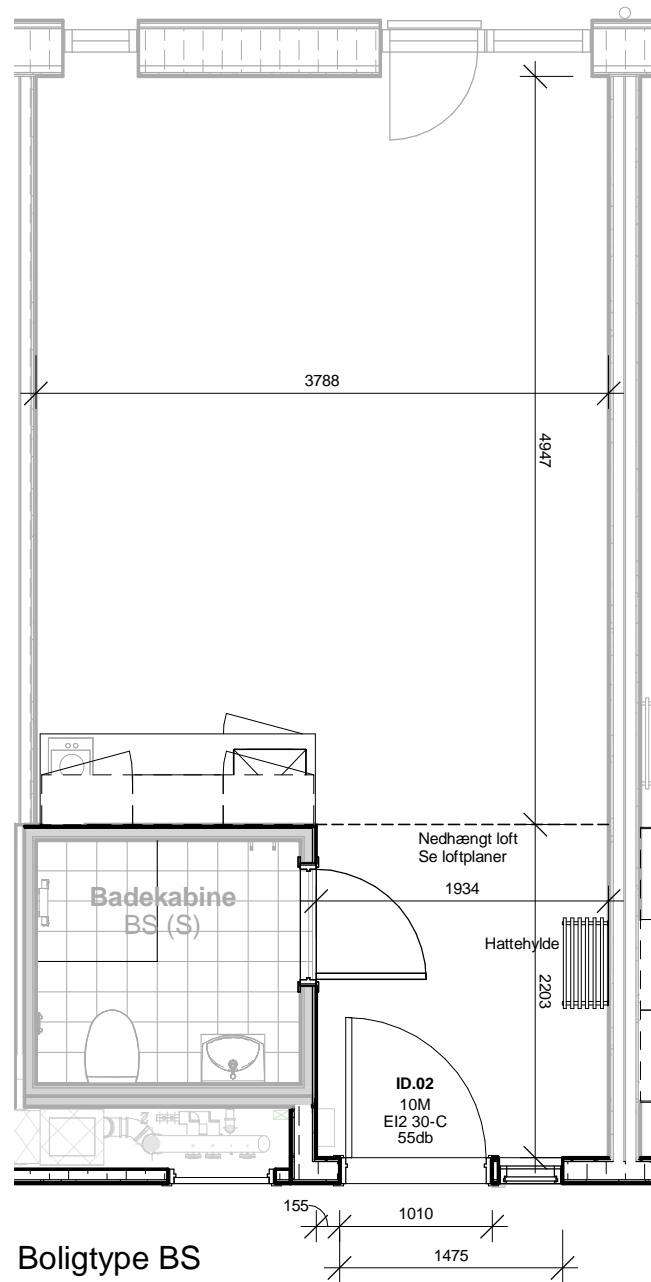 3788
4947
Nedhængt loft
Se loftplaner
Badekabine
BS (S)
1934
Hattehylde
2203
ID.02
10M
EI2 30-C
55db
155
1010
1475
Boligtype BS